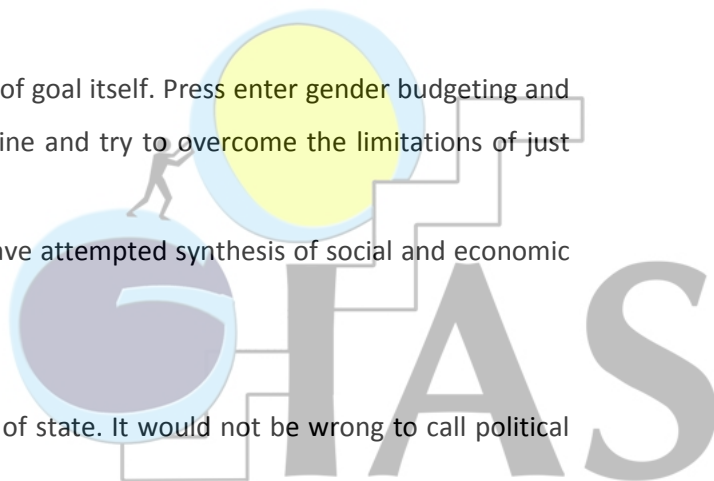 of goal itself. Press enter gender budgeting and
ine and try to overcome the limitations of just
ave attempted synthesis of social and economic
of state. It would not be wrong to call political
GIAS